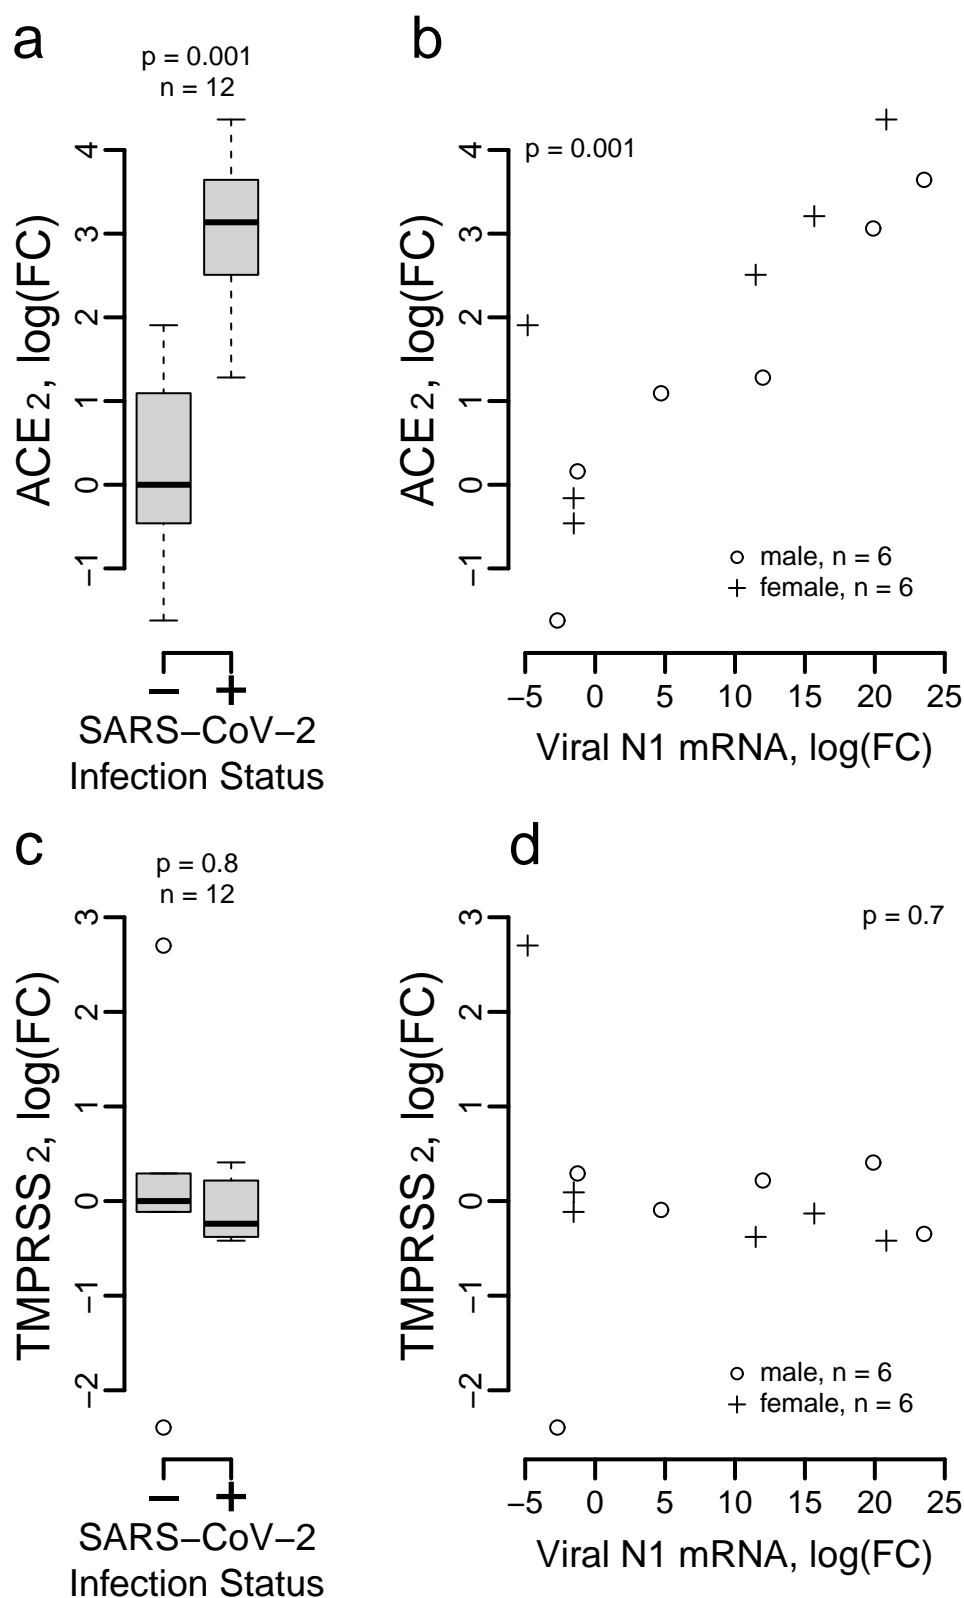 a
p = 0.001
n = 12
ACE2, log(FC)
4
3
2
1
0
−1
− +
SARS−CoV−2
Infection Status
b
p = 0.001
ACE2, log(FC)
4
3
2
1
0
−1
male, n = 6
female, n = 6
−5 0 5 10 15 20 25
Viral N1 mRNA, log(FC)
c
p = 0.8
n = 12
TMPRSS2, log(FC)
3
2
1
0
−1
−2
− +
SARS−CoV−2
Infection Status
d
p = 0.7
TMPRSS2, log(FC)
3
2
1
0
−1
−2
male, n = 6
female, n = 6
−5 0 5 10 15 20 25
Viral N1 mRNA, log(FC)